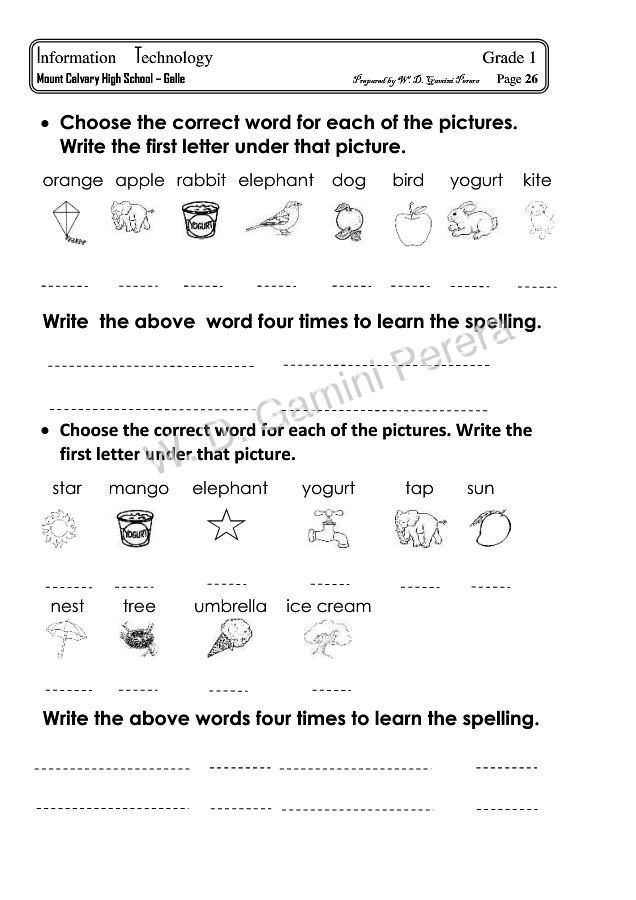 Information Technology Grade 1
Mount Calvary High School – Galle Prepared by W. D. Gamini Perera Page 26
• Choose the correct word for each of the pictures.
Write the first letter under that picture.
orange apple rabbit elephant dog bird yogurt kite
YOGURT
Write the above word four times to learn the spelling.
W. D. Gamini Perera
• Choose the correct word for each of the pictures. Write the
first letter under that picture.
star mango elephant yogurt tap sun
YOGURT
nest tree umbrella ice cream
Write the above words four times to learn the spelling.